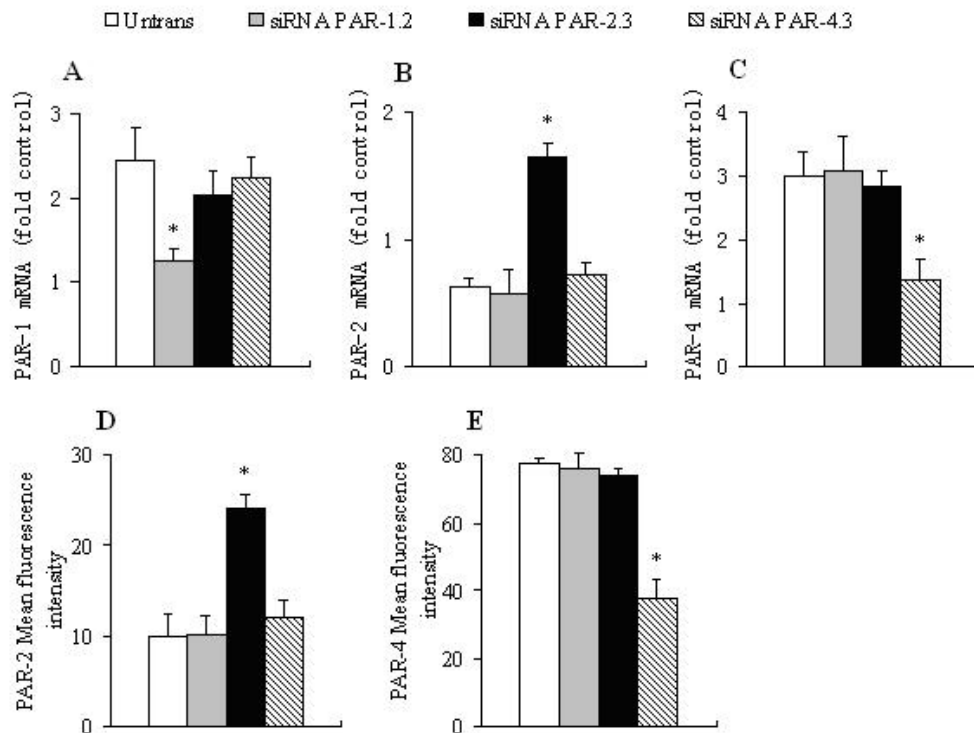 Untrans siRNA PAR-1.2 siRNA PAR-2.3 siRNA PAR-4.3
A
PAR-1 mRNA (fold control)
3
2
1
0
*
B
PAR-2 mRNA (fold control)
2
1
0
*
C
PAR-4 mRNA (fold control)
4
3
2
1
0
*
D
PAR-2 Mean fluorescence
intensity
30
20
10
0
*
E
PAR-4 Mean fluorescence
intensity
80
60
40
20
0
*